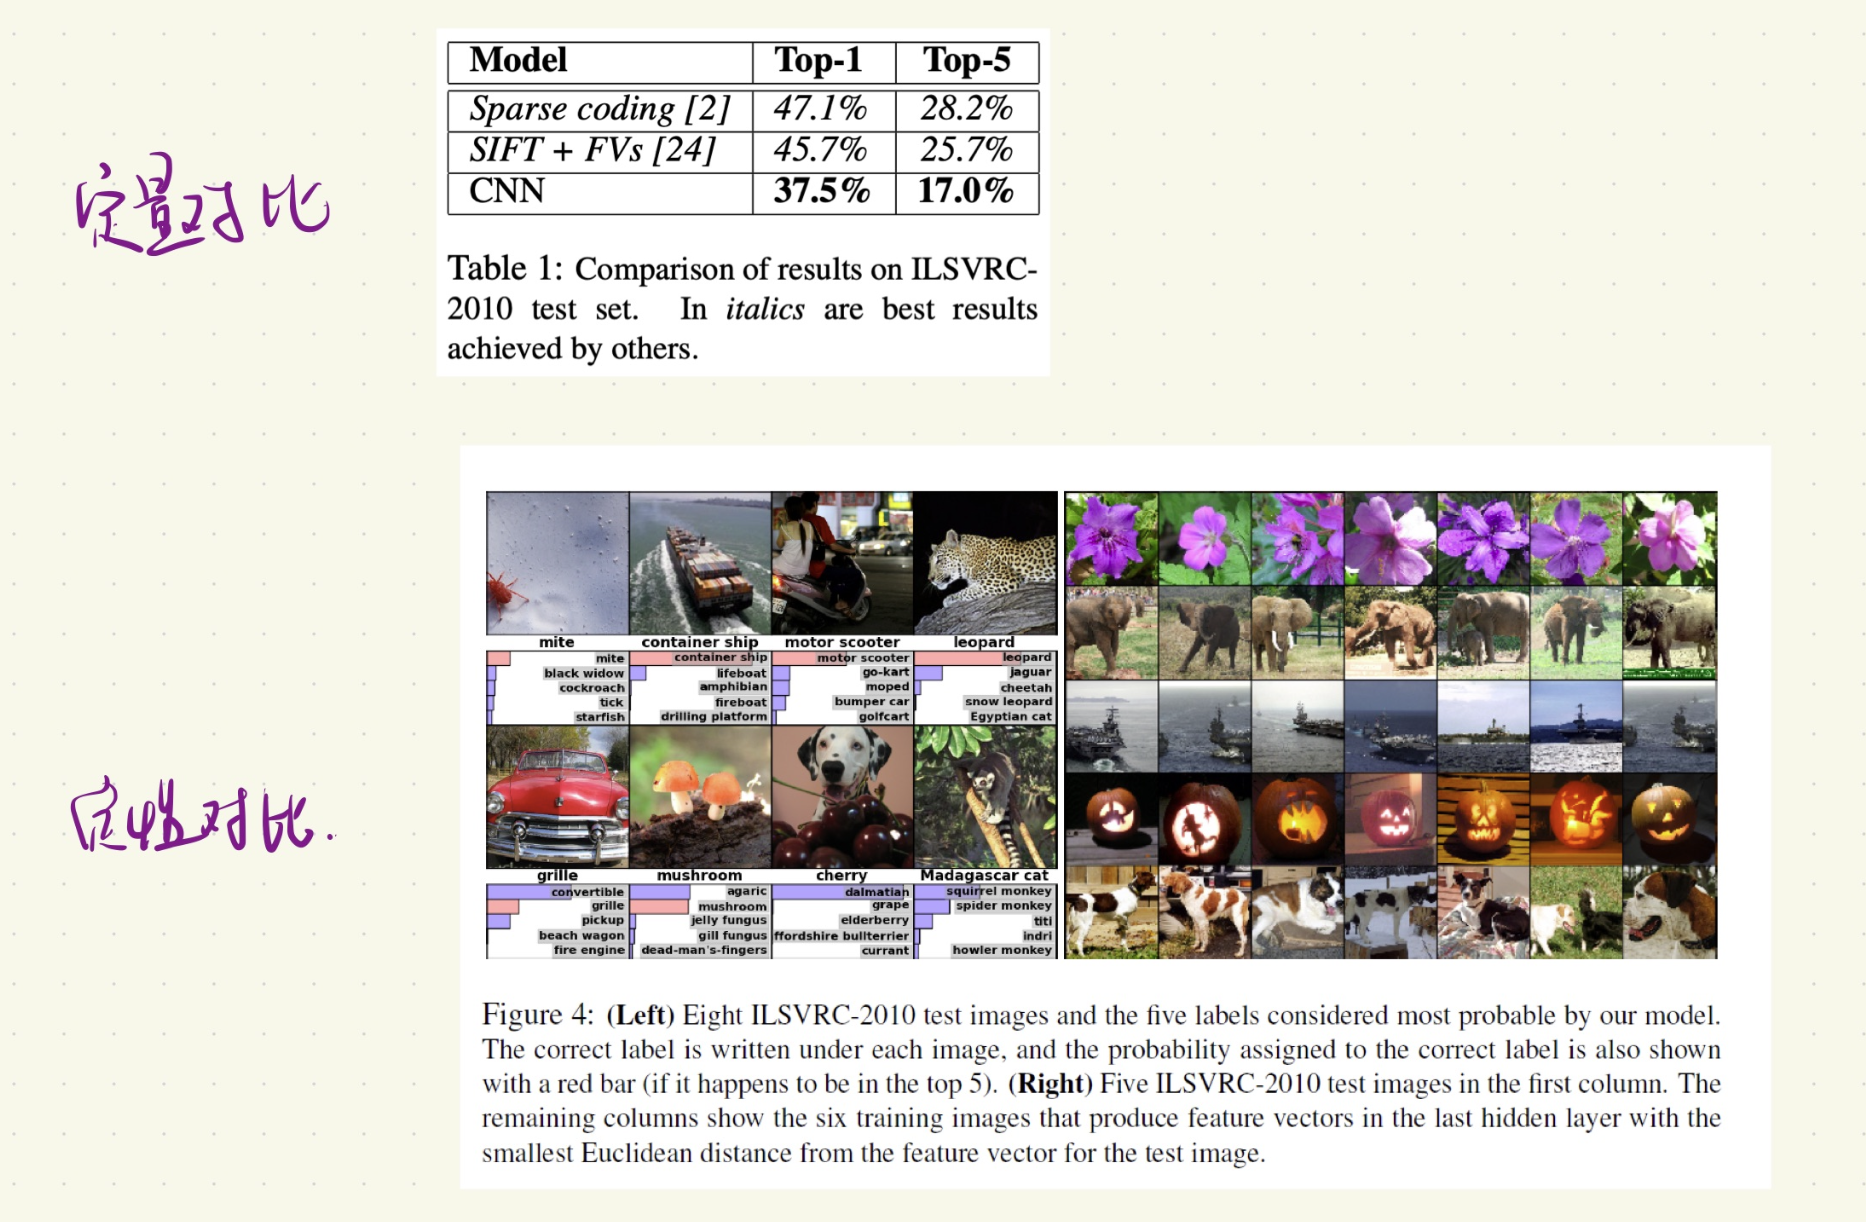 Model Top-1 Top-5
Sparse coding [2] 47.1% 28.2%
SIFT + FVs [24] 45.7% 25.7%
CNN 37.5% 17.0%
定量对比
Table 1: Comparison of results on ILSVRC-
2010 test set. In italics are best results
achieved by others.
mite container ship motor scooter leopard
mite container ship motor scooter leopard
black widow lifeboat go-kart jaguar
cockroach amphibian moped cheetah
tick fireboat bumper car snow leopard
starfish drilling platform golfcart Egyptian cat
定性对比.
grille mushroom cherry Madagascar cat
convertible agaric dalmatian squirrel monkey
grille mushroom grape spider monkey
pickup jelly fungus elderberry titi
beach wagon gill fungus ffordshire bullterrier indri
fire engine dead-man's-fingers currant howler monkey
Figure 4: (Left) Eight ILSVRC-2010 test images and the five labels considered most probable by our model.
The correct label is written under each image, and the probability assigned to the correct label is also shown
with a red bar (if it happens to be in the top 5). (Right) Five ILSVRC-2010 test images in the first column. The
remaining columns show the six training images that produce feature vectors in the last hidden layer with the
smallest Euclidean distance from the feature vector for the test image.